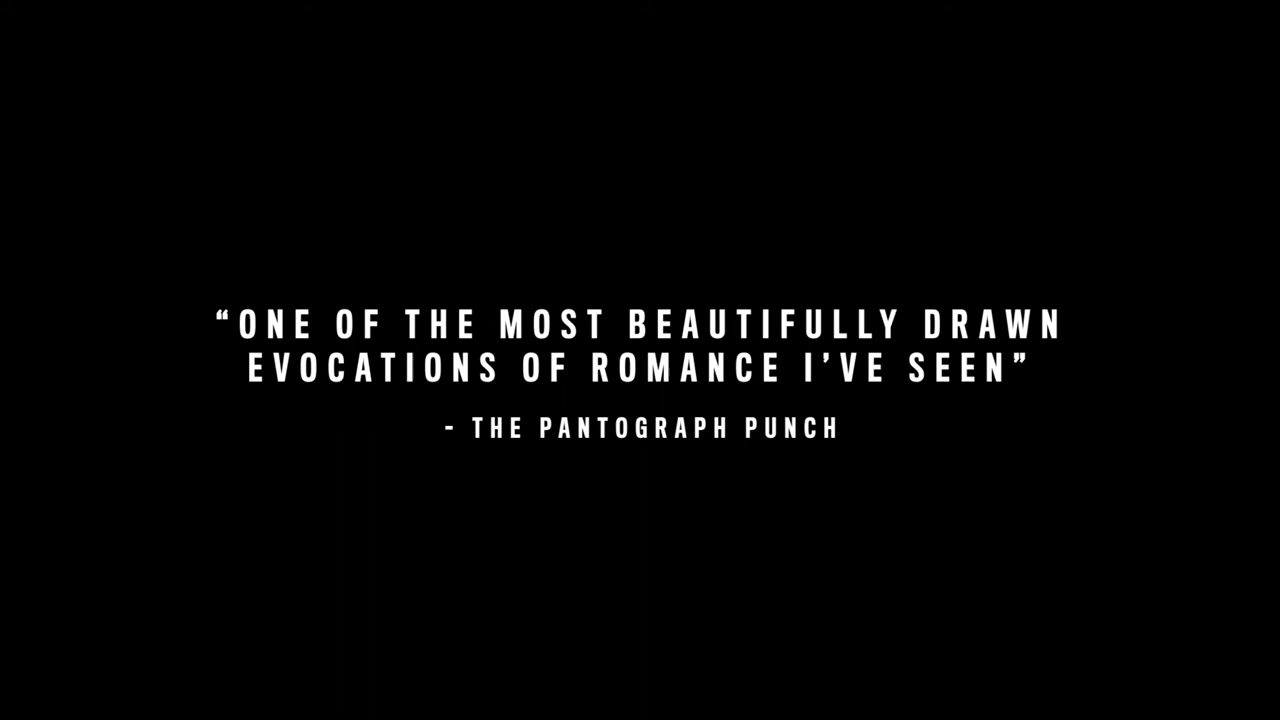 “ONE OF THE MOST BEAUTIFULLY DRAWN
EVOCATIONS OF ROMANCE I’VE SEEN”
- THE PANTOGRAPH PUNCH